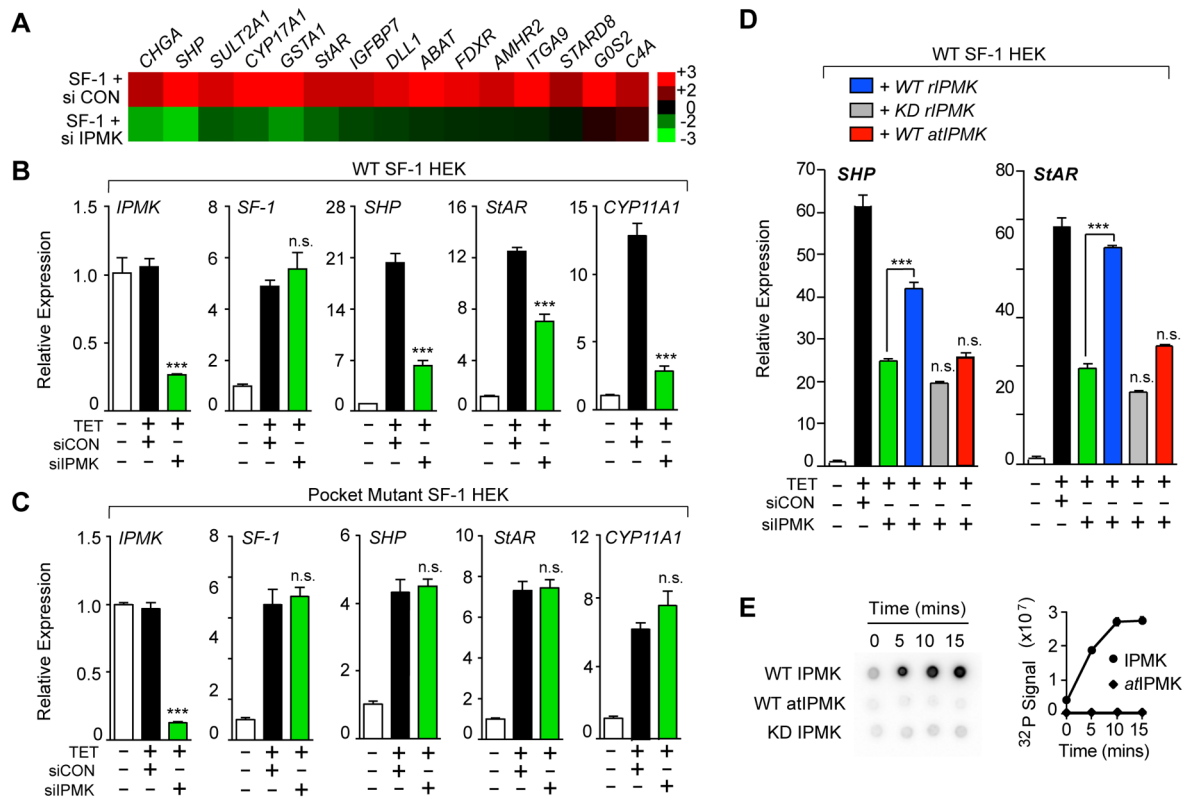 A
CHGA SHP SULT2A1 CYP17A1 GSTA1 StAR IGFBP7 DLL1 ABAT FDXR AMHR2 ITGA9 STARD8 G0S2 C4A
SF-1 +
si CON
SF-1 +
si IPMK
+3
+2
0
-2
-3
B
WT SF-1 HEK
Relative Expression
IPMK
1.5
1.0
0.5
0
***
SF-1
8
6
4
2
0
n.s.
SHP
28
21
14
7
0
***
StAR
16
12
8
4
0
***
CYP11A1
15
10
5
0
***
TET – + + – + + – + + – + + – + +
siCON – + – – + – – + – – + – – + –
siIPMK – – + – – + – – + – – + – – +
C
Pocket Mutant SF-1 HEK
Relative Expression
IPMK
1.5
1.0
0.5
0
***
SF-1
8
6
4
2
0
n.s.
SHP
6
4
2
0
n.s.
StAR
10
8
6
4
2
0
n.s.
CYP11A1
12
8
4
0
n.s.
TET – + + – + + – + + – + + – + +
siCON – + – – + – – + – – + – – + –
siIPMK – – + – – + – – + – – + – – +
D
WT SF-1 HEK
+ WT rIPMK
+ KD rIPMK
+ WT atIPMK
Relative Expression
SHP
70
60
50
40
30
20
10
0
***
n.s.
n.s.
StAR
80
60
40
20
0
***
n.s.
n.s.
TET – + + + + + – + + + + +
siCON – + – – – – – + – – – –
siIPMK – – + + + + – – + + + +
E
Time (mins)
0 5 10 15
WT IPMK
WT atIPMK
KD IPMK
32P Signal (x10⁷)
3
2
1
0
IPMK
atIPMK
0 5 10 15
Time (mins)